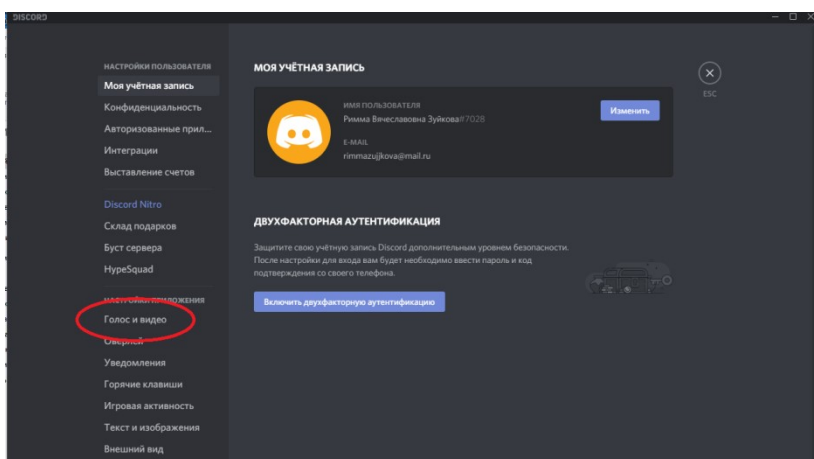 DISCORD
НАСТРОЙКИ ПОЛЬЗОВАТЕЛЯ
Моя учётная запись
Конфиденциальность
Авторизованные прил...
Интеграции
Выставление счетов
Discord Nitro
Склад подарков
Буст сервера
HypeSquad
НАСТРОЙКИ ПРИЛОЖЕНИЯ
Голос и видео
Оверлей
Уведомления
Горячие клавиши
Игровая активность
Текст и изображения
Внешний вид
МОЯ УЧЁТНАЯ ЗАПИСЬ
ИМЯ ПОЛЬЗОВАТЕЛЯ
Римма Вячеславовна Зуйкова#7028
Изменить
E-MAIL
rimmazujjkova@mail.ru
ДВУХФАКТОРНАЯ АУТЕНТИФИКАЦИЯ
Защитите свою учётную запись Discord дополнительным уровнем безопасности.
После настройки для входа вам будет необходимо ввести пароль и код
подтверждения со своего телефона.
Включить двухфакторную аутентификацию
ESC